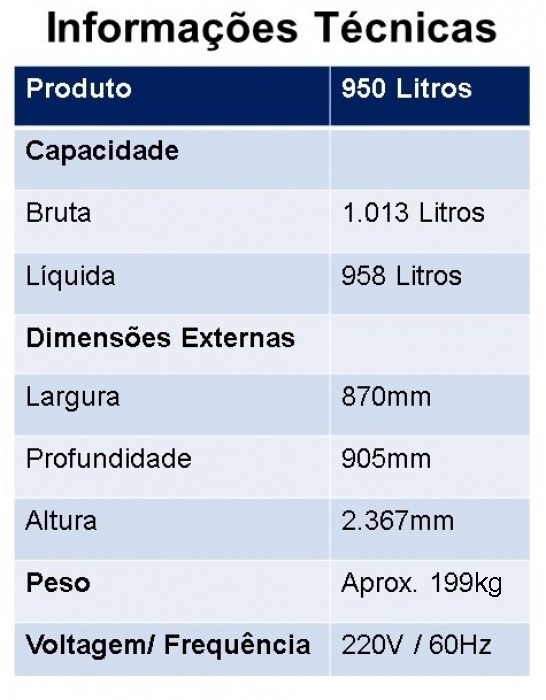 Informações Técnicas
Produto 950 Litros
Capacidade
Bruta 1.013 Litros
Líquida 958 Litros
Dimensões Externas
Largura 870mm
Profundidade 905mm
Altura 2.367mm
Peso Aprox. 199kg
Voltagem/ Frequência 220V / 60Hz